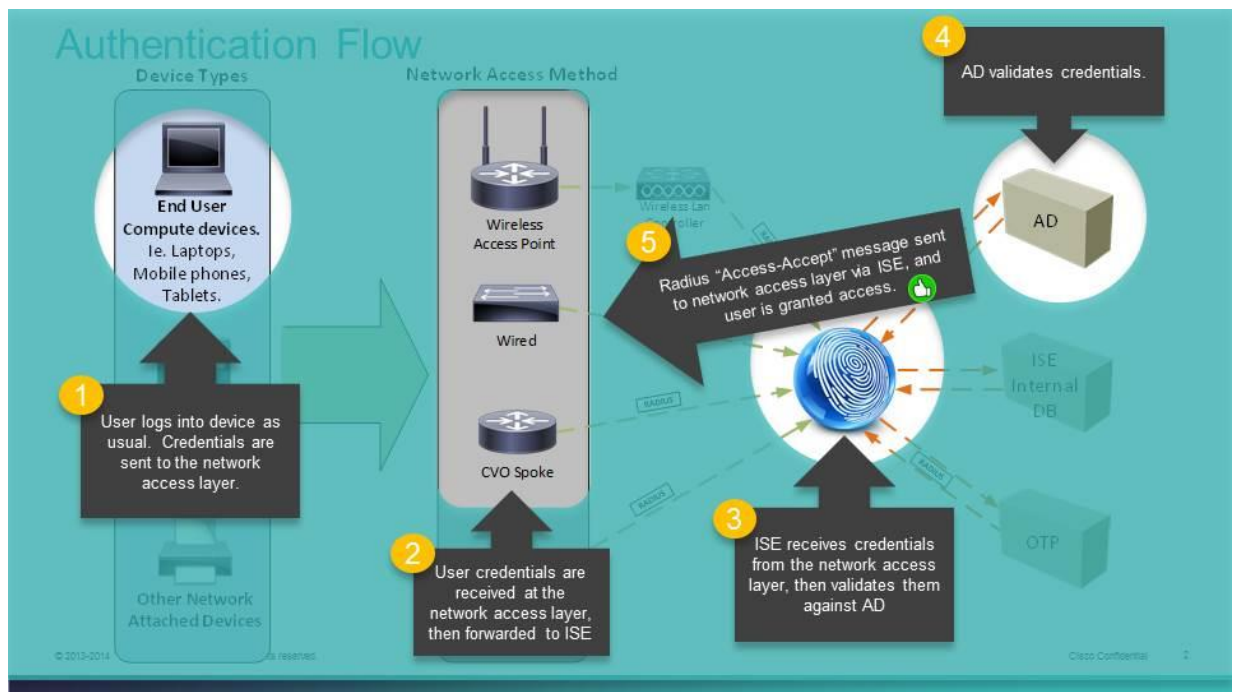 Authentication Flow
Device Types
Network Access Method
End User
Compute devices.
Ie. Laptops,
Mobile phones,
Tablets.
1
User logs into device as
usual. Credentials are
sent to the network
access layer.
Other Network
Attached Devices
Wireless
Access Point
Wired
CVO Spoke
2
User credentials are
received at the
network access layer,
then forwarded to ISE
Wireless Lan
5
Radius “Access-Accept” message sent
to network access layer via ISE, and
user is granted access.
RADIUS
RADIUS
3
ISE receives credentials
from the network access
layer, then validates them
against AD
4
AD validates credentials.
AD
ISE
Internal
DB
RADIUS
OTP
© 2013-2014
reserved.
Cisco Confidential
2